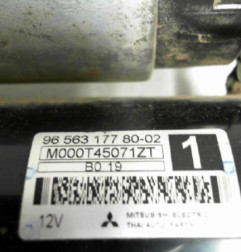 96 563 177 80-02
M000T45071ZT
1
B0 19
12V
MITSUBISHI ELECTRIC
THAI AUTO-PARTS